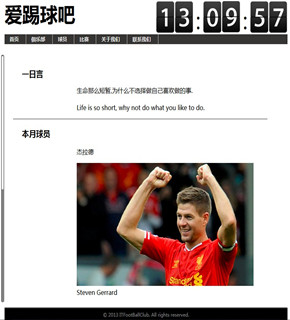 爱踢球吧
13:09:57
首页 俱乐部 球员 比赛 关于我们 联系我们
一日言
生命那么短暂,为什么不选择做自己喜欢做的事.
Life is so short, why not do what you like to do.
本月球员
杰拉德
Standard
Steven Gerrard
© 2013 ITFootBallClub. All rights reserved.